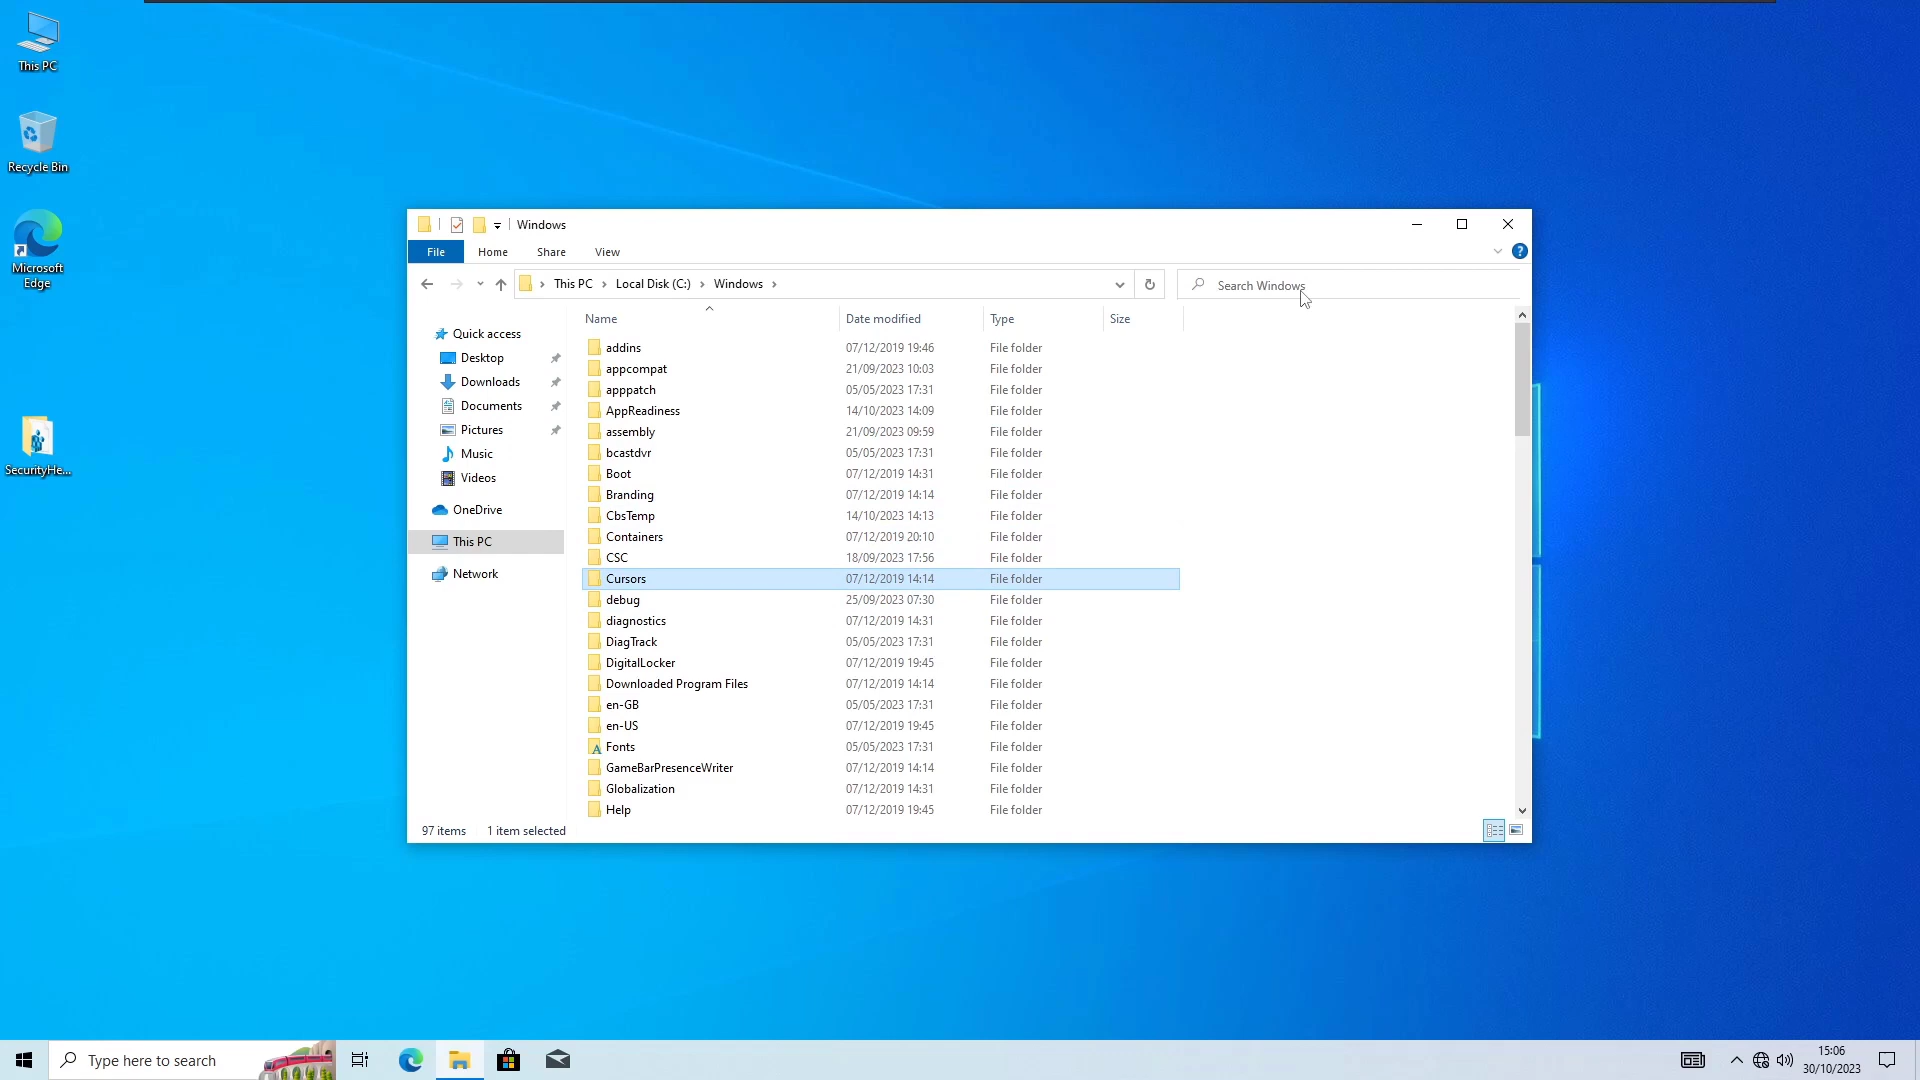 This PC
Recycle Bin
Microsoft
Edge
SecurityHe...
Windows
File Home Share View
This PC Local Disk (C:) Windows
Search Windows
Name Date modified Type Size
Quick access
Desktop
Downloads
Documents
Pictures
Music
Videos
OneDrive
This PC
Network
addins 07/12/2019 19:46 File folder
appcompat 21/09/2023 10:03 File folder
apppatch 05/05/2023 17:31 File folder
AppReadiness 14/10/2023 14:09 File folder
assembly 21/09/2023 09:59 File folder
bcastdvr 05/05/2023 17:31 File folder
Boot 07/12/2019 14:31 File folder
Branding 07/12/2019 14:14 File folder
CbsTemp 14/10/2023 14:13 File folder
Containers 07/12/2019 20:10 File folder
CSC 18/09/2023 17:56 File folder
Cursors 07/12/2019 14:14 File folder
debug 25/09/2023 07:30 File folder
diagnostics 07/12/2019 14:31 File folder
DiagTrack 05/05/2023 17:31 File folder
DigitalLocker 07/12/2019 19:45 File folder
Downloaded Program Files 07/12/2019 14:14 File folder
en-GB 05/05/2023 17:31 File folder
en-US 07/12/2019 19:45 File folder
Fonts 05/05/2023 17:31 File folder
GameBarPresenceWriter 07/12/2019 14:14 File folder
Globalization 07/12/2019 14:31 File folder
Help 07/12/2019 19:45 File folder
97 items 1 item selected
Type here to search
15:06
30/10/2023